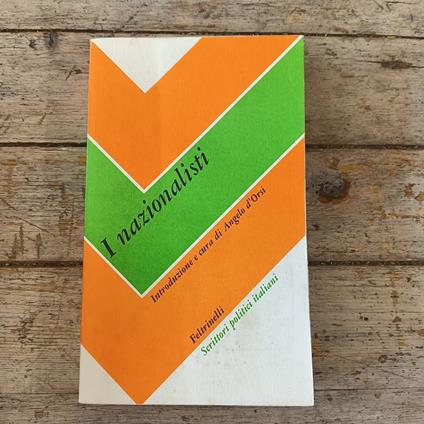 I nazionalisti
Introduzione e cura di Angelo d'Orsi
Feltrinelli
Scrittori politici italiani